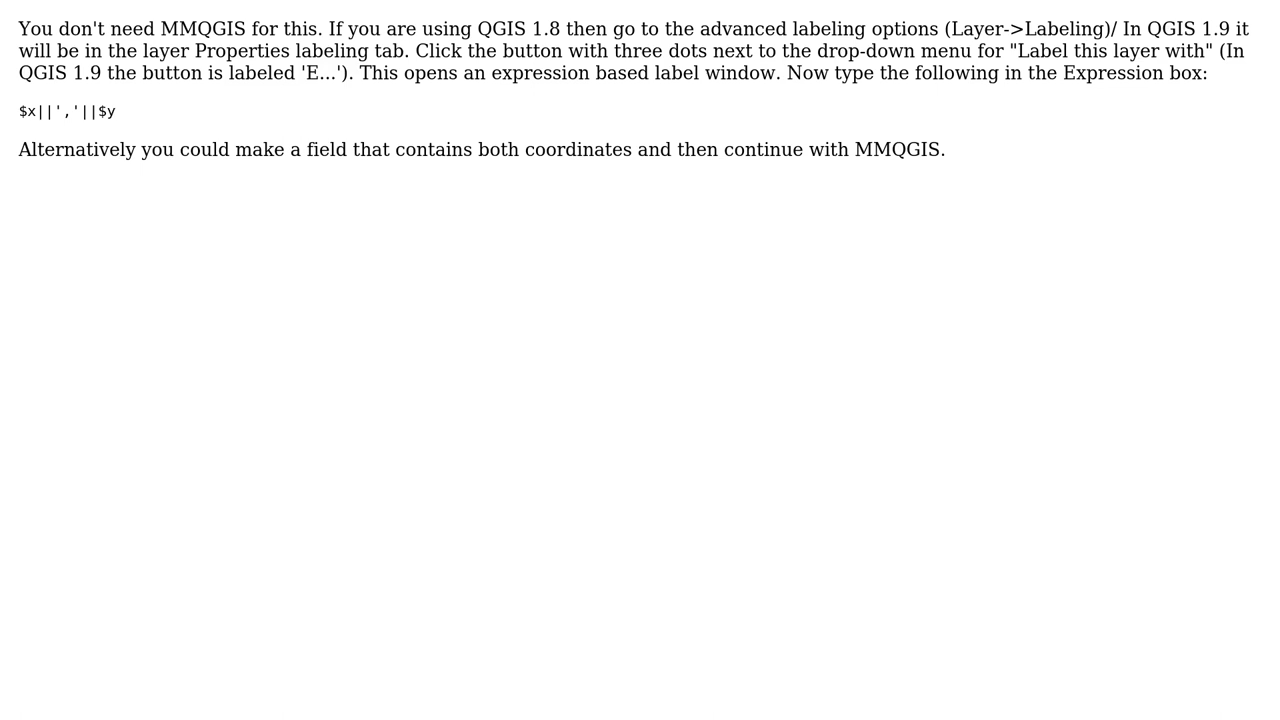 You don't need MMQGIS for this. If you are using QGIS 1.8 then go to the advanced labeling options (Layer->Labeling)/ In QGIS 1.9 it
will be in the layer Properties labeling tab. Click the button with three dots next to the drop-down menu for "Label this layer with" (In
QGIS 1.9 the button is labeled 'E...'). This opens an expression based label window. Now type the following in the Expression box:
$x||','||$y
Alternatively you could make a field that contains both coordinates and then continue with MMQGIS.